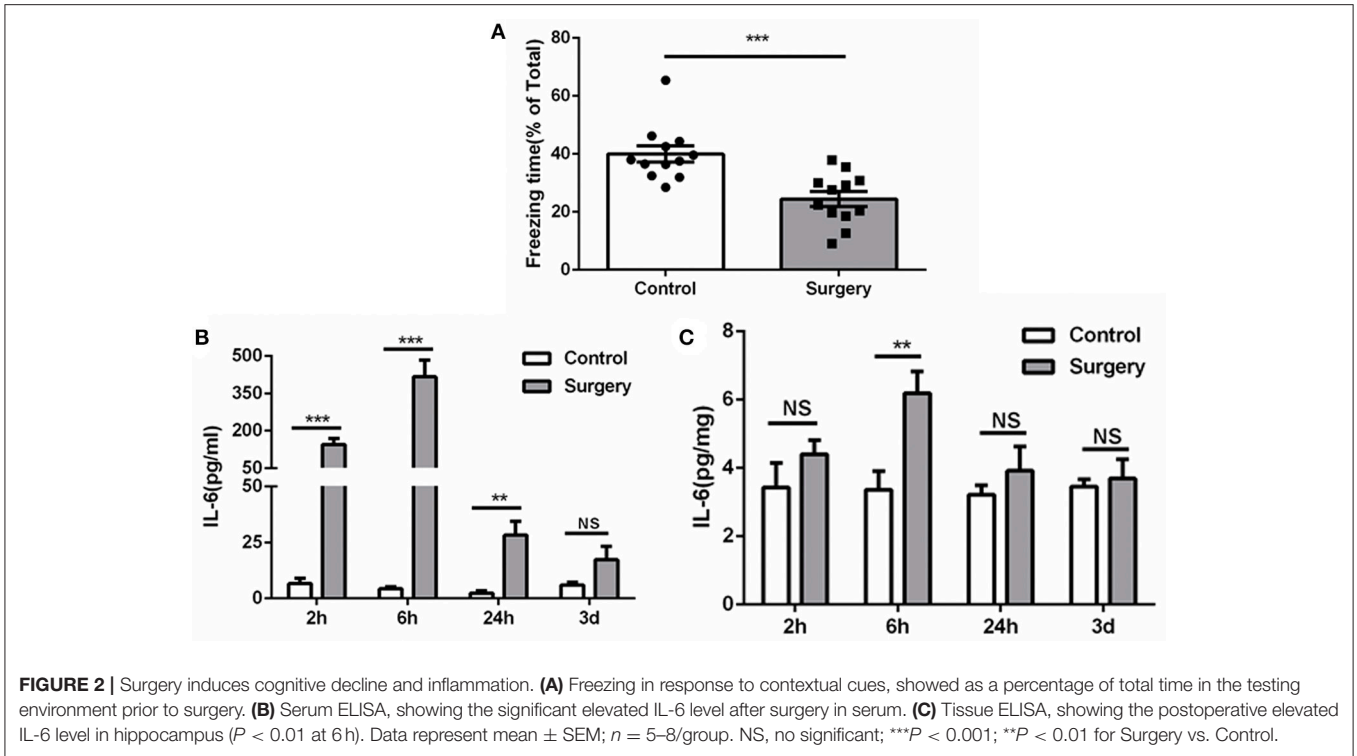 A
Freezing time(% of Total)
80
60
40
20
0
***
Control
Surgery
B
IL-6(pg/ml)
500
350
200
50
50
25
0
***
***
**
NS
Control
Surgery
2h
6h
24h
3d
C
IL-6(pg/mg)
8
6
4
2
0
NS
**
NS
NS
Control
Surgery
2h
6h
24h
3d
FIGURE 2 | Surgery induces cognitive decline and inflammation. (A) Freezing in response to contextual cues, showed as a percentage of total time in the testing
environment prior to surgery. (B) Serum ELISA, showing the significant elevated IL-6 level after surgery in serum. (C) Tissue ELISA, showing the postoperative elevated
IL-6 level in hippocampus (P < 0.01 at 6 h). Data represent mean ± SEM; n = 5–8/group. NS, no significant; ***P < 0.001; **P < 0.01 for Surgery vs. Control.